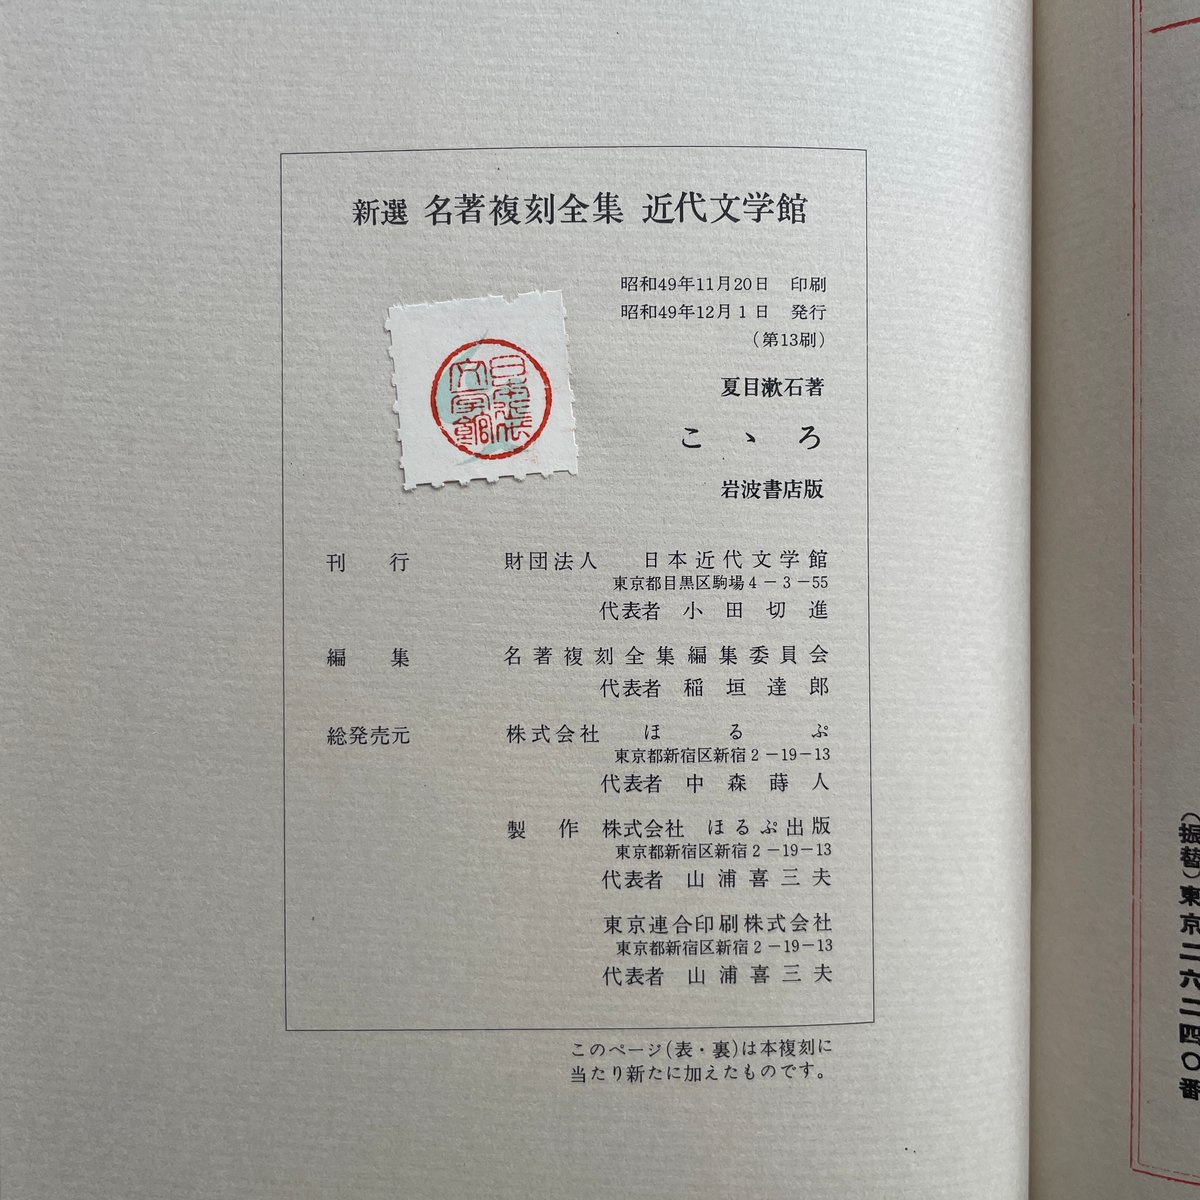 新選 名著複刻全集 近代文学館
昭和49年11月20日 印刷
昭和49年12月1日 発行
(第13刷)
日本近代
文学館
夏目漱石著
こゝろ
岩波書店版
刊行 財団法人 日本近代文学館
東京都目黒区駒場4-3-55
代表者 小田切進
編集 名著複刻全集編集委員会
代表者 稲垣達郎
総発売元 株式会社 ほるぷ
東京都新宿区新宿2-19-13
代表者 中森蒔人
製作 株式会社 ほるぷ出版
東京都新宿区新宿2-19-13
代表者 山浦喜三夫
東京連合印刷株式会社
東京都新宿区新宿2-19-13
代表者 山浦喜三夫
このページ(表・裏)は本複刻に
当たり新たに加えたものです。
(振替)東京二六二四〇番